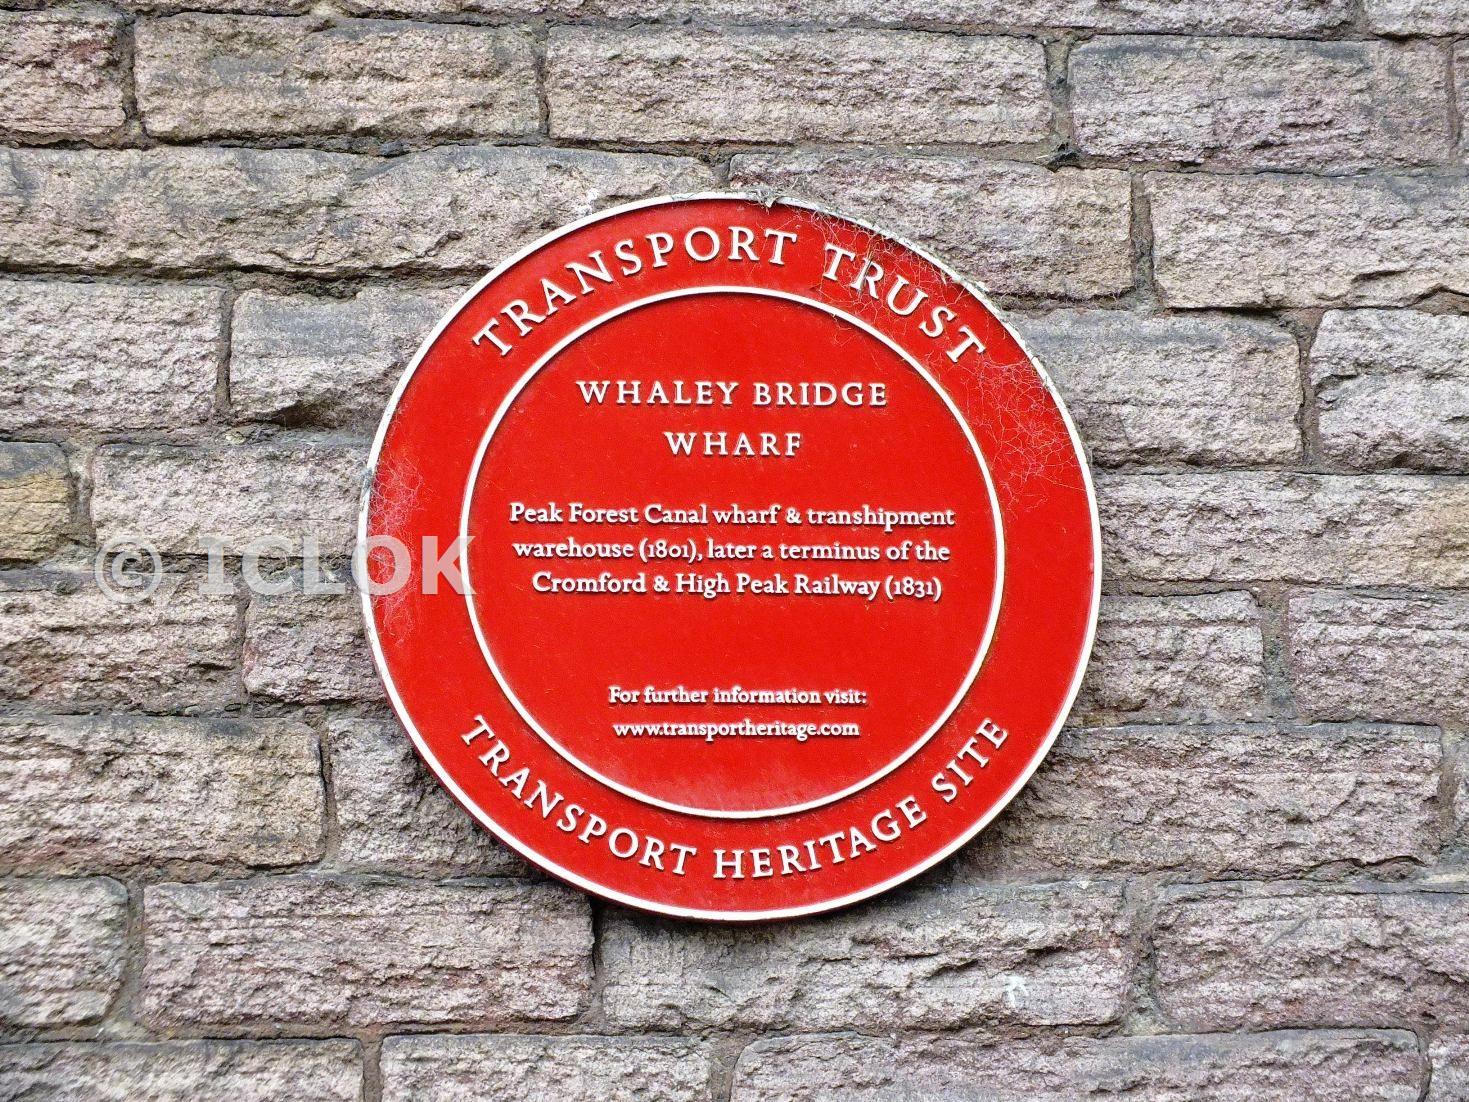 TRANSPORT TRUST
WHALEY BRIDGE
WHARF
Peak Forest Canal wharf & transhipment
warehouse (1801), later a terminus of the
Cromford & High Peak Railway (1831)
For further information visit:
www.transportheritage.com
TRANSPORT HERITAGE SITE
© 1CLOK